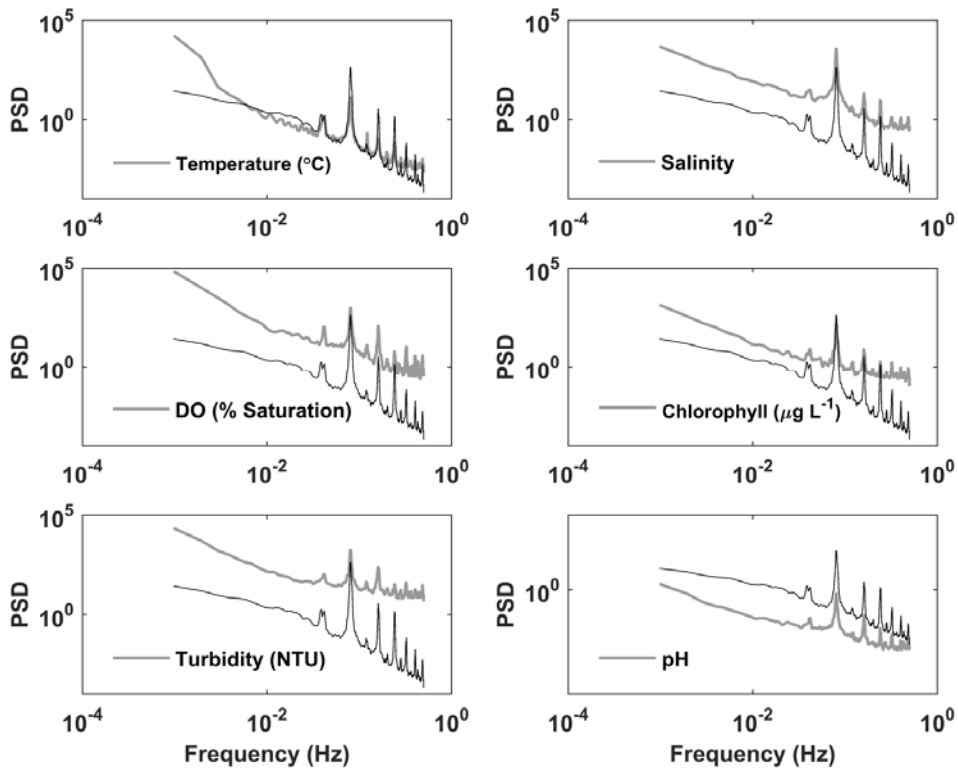 10^5
PSD
10^0
Temperature (°C)
10^-4
10^-2
10^0
10^5
PSD
10^0
Salinity
10^-4
10^-2
10^0
10^5
PSD
10^0
DO (% Saturation)
10^-4
10^-2
10^0
10^5
PSD
10^0
Chlorophyll (μg L^-1)
10^-4
10^-2
10^0
10^5
PSD
10^0
Turbidity (NTU)
10^-4
10^-2
10^0
Frequency (Hz)
PSD
10^0
pH
10^-4
10^-2
10^0
Frequency (Hz)